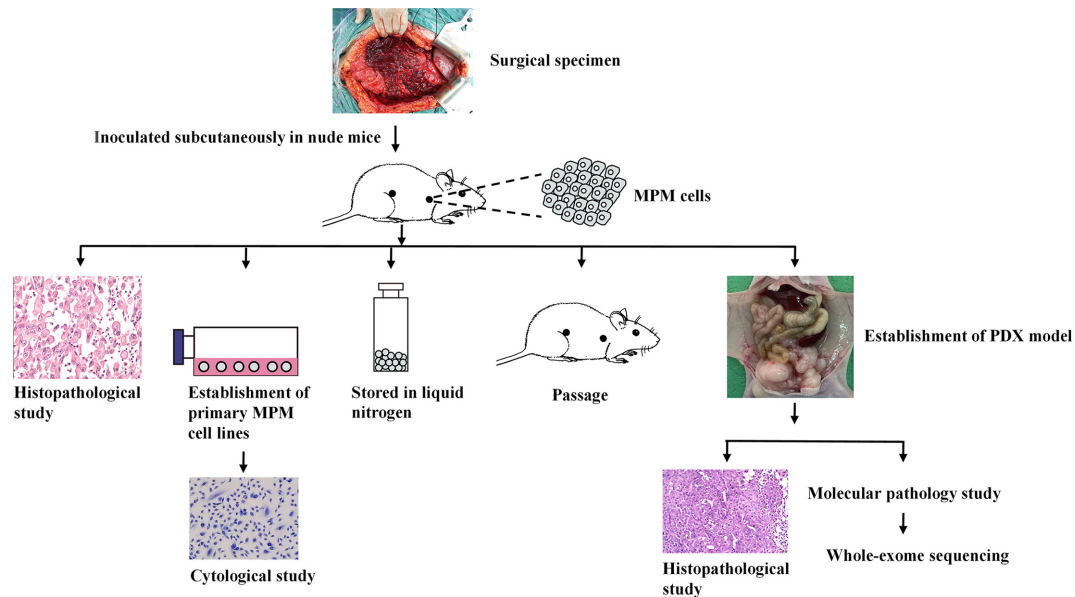 Surgical specimen
Inoculated subcutaneously in nude mice
MPM cells
Establishment of PDX model
Histopathological
study
Establishment of
primary MPM
cell lines
Stored in liquid
nitrogen
Passage
Molecular pathology study
Whole-exome sequencing
Cytological study
Histopathological
study